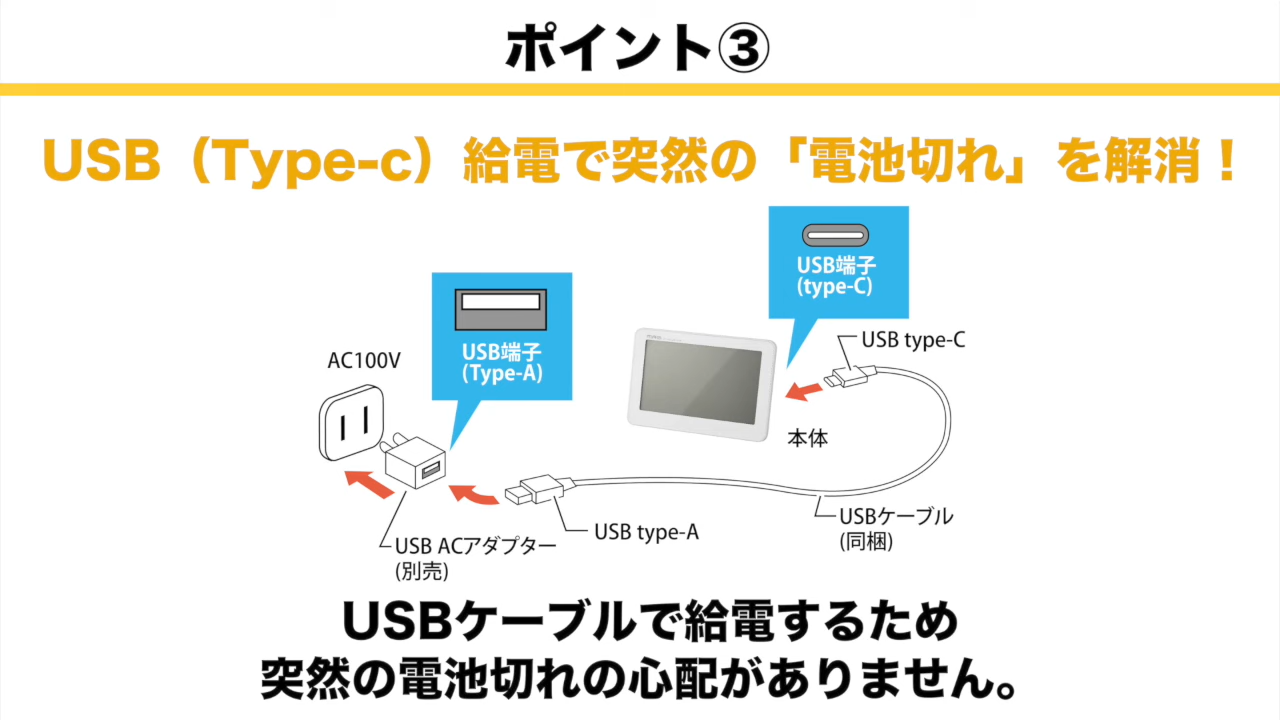 ポイント③
USB（Type-c）給電で突然の「電池切れ」を解消！
USB端子
(type-C)
USB端子
(Type-A)
AC100V
USB type-C
本体
USBケーブル
(同梱)
USB type-A
USB ACアダプター
(別売)
USBケーブルで給電するため
突然の電池切れの心配がありません。